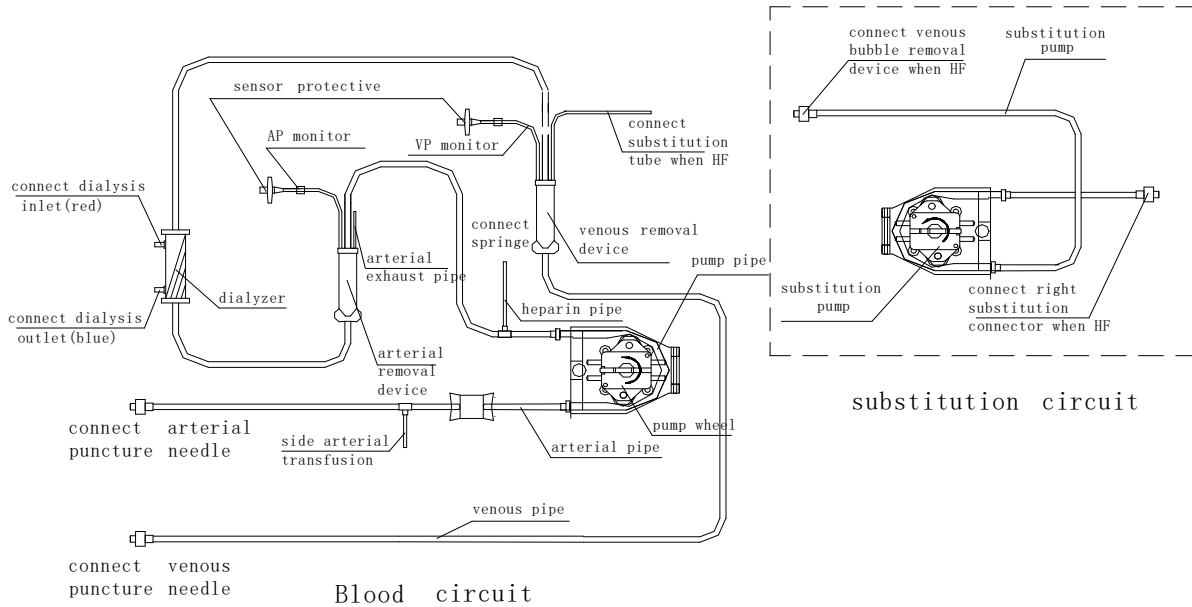 connect venous
bubble removal
device when HF
substitution
pump
sensor protective
AP monitor
VP monitor
connect
substitution
tube when HF
connect dialysis
inlet(red)
connect
springe
venous removal
device
arterial
exhaust pipe
pump pipe
dialyzer
heparin pipe
connect dialysis
outlet(blue)
arterial
removal
device
substitution
pump
connect right
substitution
connector when HF
substitution circuit
connect arterial
puncture needle
side arterial
transfusion
arterial pipe
pump wheel
venous pipe
connect venous
puncture needle
Blood circuit